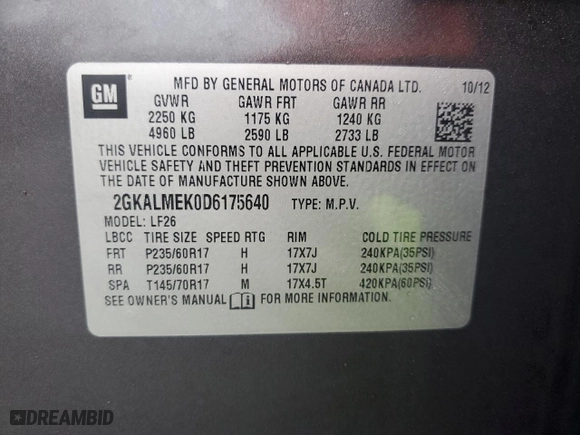 GM
MFD BY GENERAL MOTORS OF CANADA LTD. 10/12
GVWR GAWR FRT GAWR RR
2250 KG 1175 KG 1240 KG
4960 LB 2590 LB 2733 LB
THIS VEHICLE CONFORMS TO ALL APPLICABLE U.S. FEDERAL MOTOR
VEHICLE SAFETY AND THEFT PREVENTION STANDARDS IN EFFECT ON
THE DATE OF MANUFACTURE SHOWN ABOVE.
2GKALMEK0D6175640 TYPE: M.P.V.
MODEL: LF26
LBCC TIRE SIZE SPEED RTG RIM COLD TIRE PRESSURE
FRT P235/60R17 H 17X7J 240KPA(35PSI)
RR P235/60R17 H 17X7J 240KPA(35PSI)
SPA T145/70R17 M 17X4.5T 420KPA(60PSI)
SEE OWNER'S MANUAL FOR MORE INFORMATION.
DREAMBID